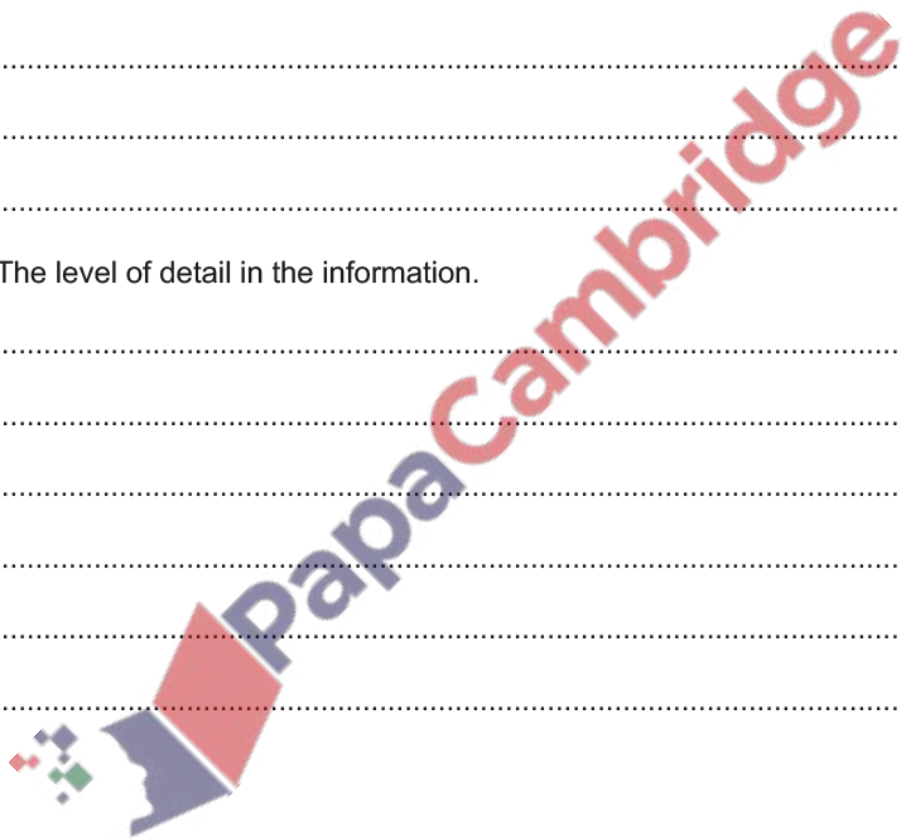 The level of detail in the information.
PapaCambridge